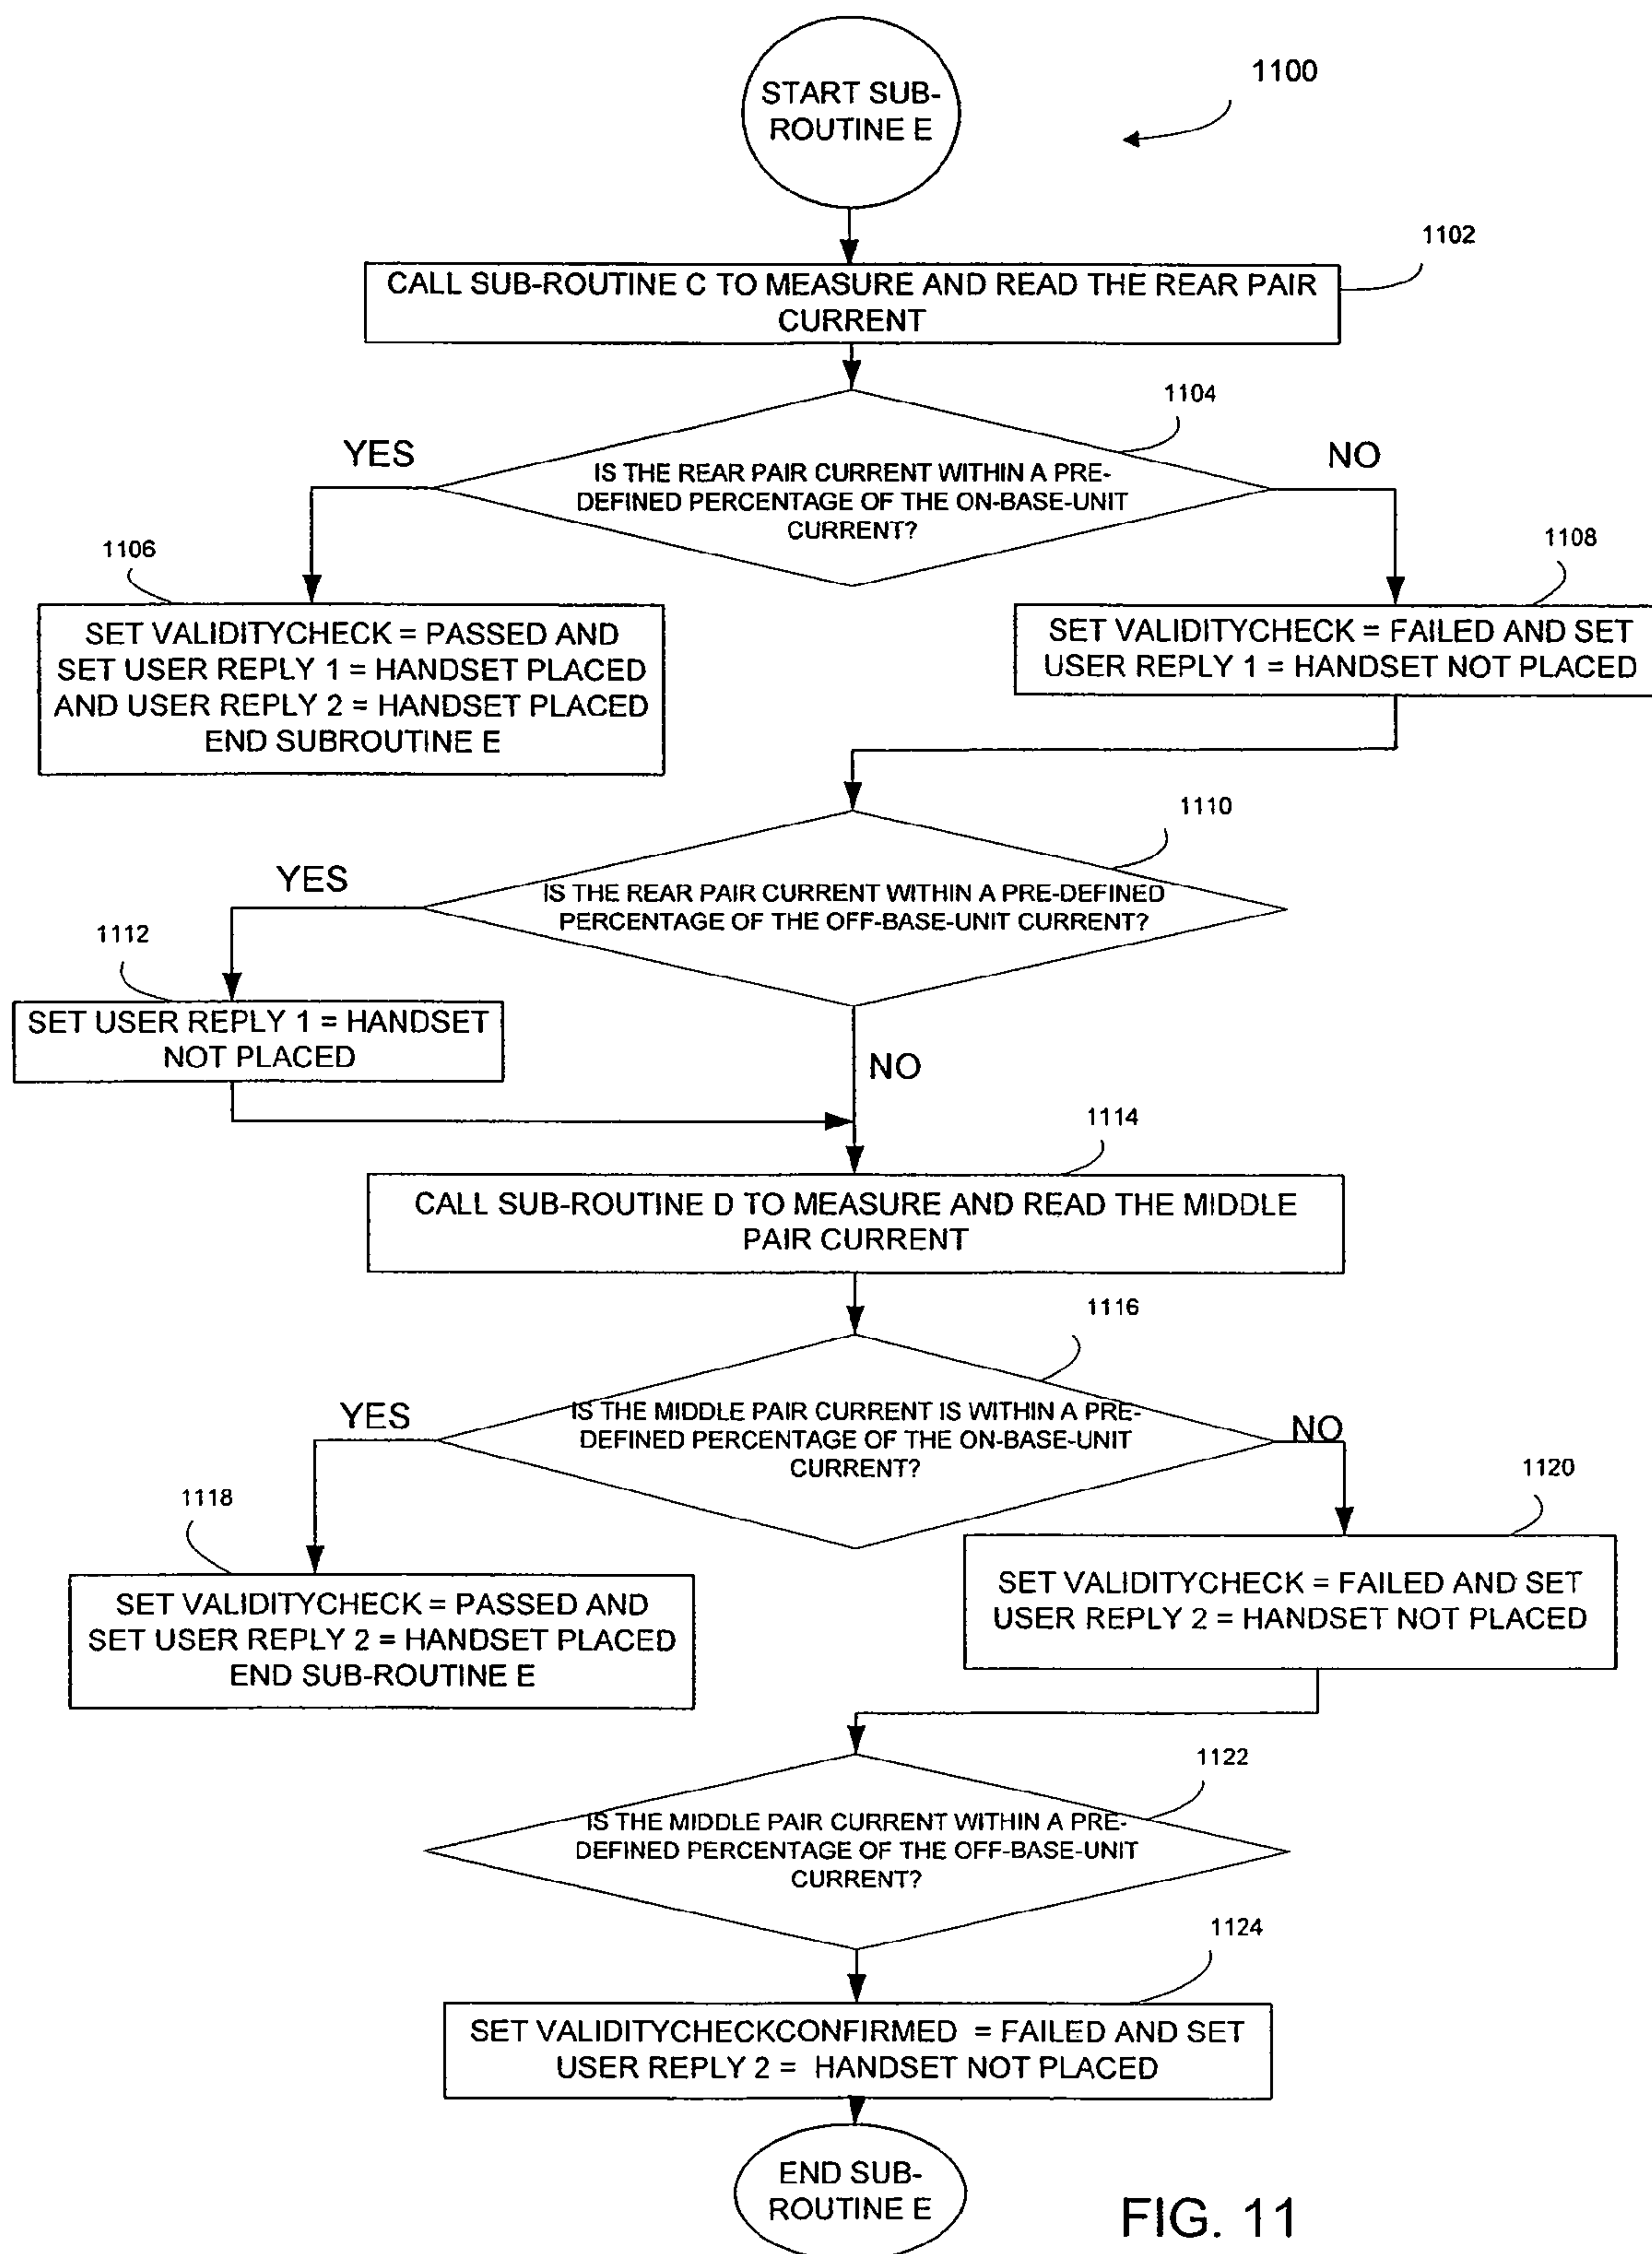 START SUB-
ROUTINE E
1100
1102
CALL SUB-ROUTINE C TO MEASURE AND READ THE REAR PAIR
CURRENT
1104
YES
NO
IS THE REAR PAIR CURRENT WITHIN A PRE-
DEFINED PERCENTAGE OF THE ON-BASE-UNIT
CURRENT?
1106
1108
SET VALIDITYCHECK = PASSED AND
SET USER REPLY 1 = HANDSET PLACED
AND USER REPLY 2 = HANDSET PLACED
END SUBROUTINE E
SET VALIDITYCHECK = FAILED AND SET
USER REPLY 1 = HANDSET NOT PLACED
1110
YES
IS THE REAR PAIR CURRENT WITHIN A PRE-DEFINED
PERCENTAGE OF THE OFF-BASE-UNIT CURRENT?
1112
SET USER REPLY 1 = HANDSET
NOT PLACED
NO
1114
CALL SUB-ROUTINE D TO MEASURE AND READ THE MIDDLE
PAIR CURRENT
1116
YES
NO
IS THE MIDDLE PAIR CURRENT IS WITHIN A PRE-
DEFINED PERCENTAGE OF THE ON-BASE-UNIT
CURRENT?
1118
1120
SET VALIDITYCHECK = PASSED AND
SET USER REPLY 2 = HANDSET PLACED
END SUB-ROUTINE E
SET VALIDITYCHECK = FAILED AND SET
USER REPLY 2 = HANDSET NOT PLACED
1122
IS THE MIDDLE PAIR CURRENT WITHIN A PRE-
DEFINED PERCENTAGE OF THE OFF-BASE-UNIT
CURRENT?
1124
SET VALIDITYCHECKCONFIRMED = FAILED AND SET
USER REPLY 2 = HANDSET NOT PLACED
END SUB-
ROUTINE E
FIG. 11